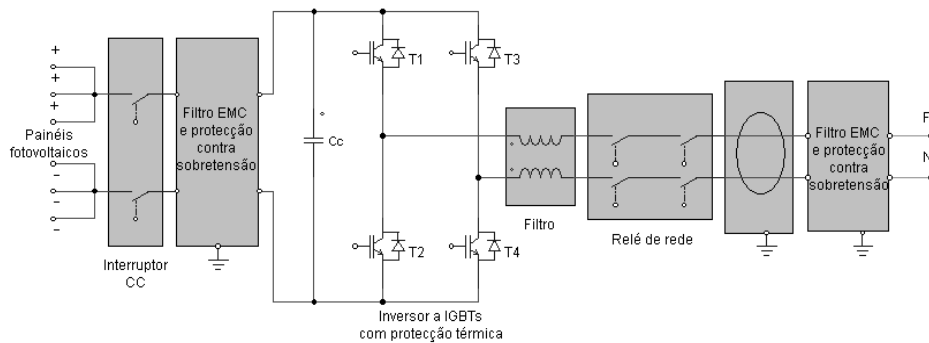 +
+
+
Painéis
fotovoltaicos
-
-
-
Interruptor
CC
Filtro EMC
e protecção
contra
sobretensão
Cc
T1
T3
T2
T4
Inversor a IGBTs
com protecção térmica
Filtro
Relé de rede
Filtro EMC
e protecção
contra
sobretensão
F
N